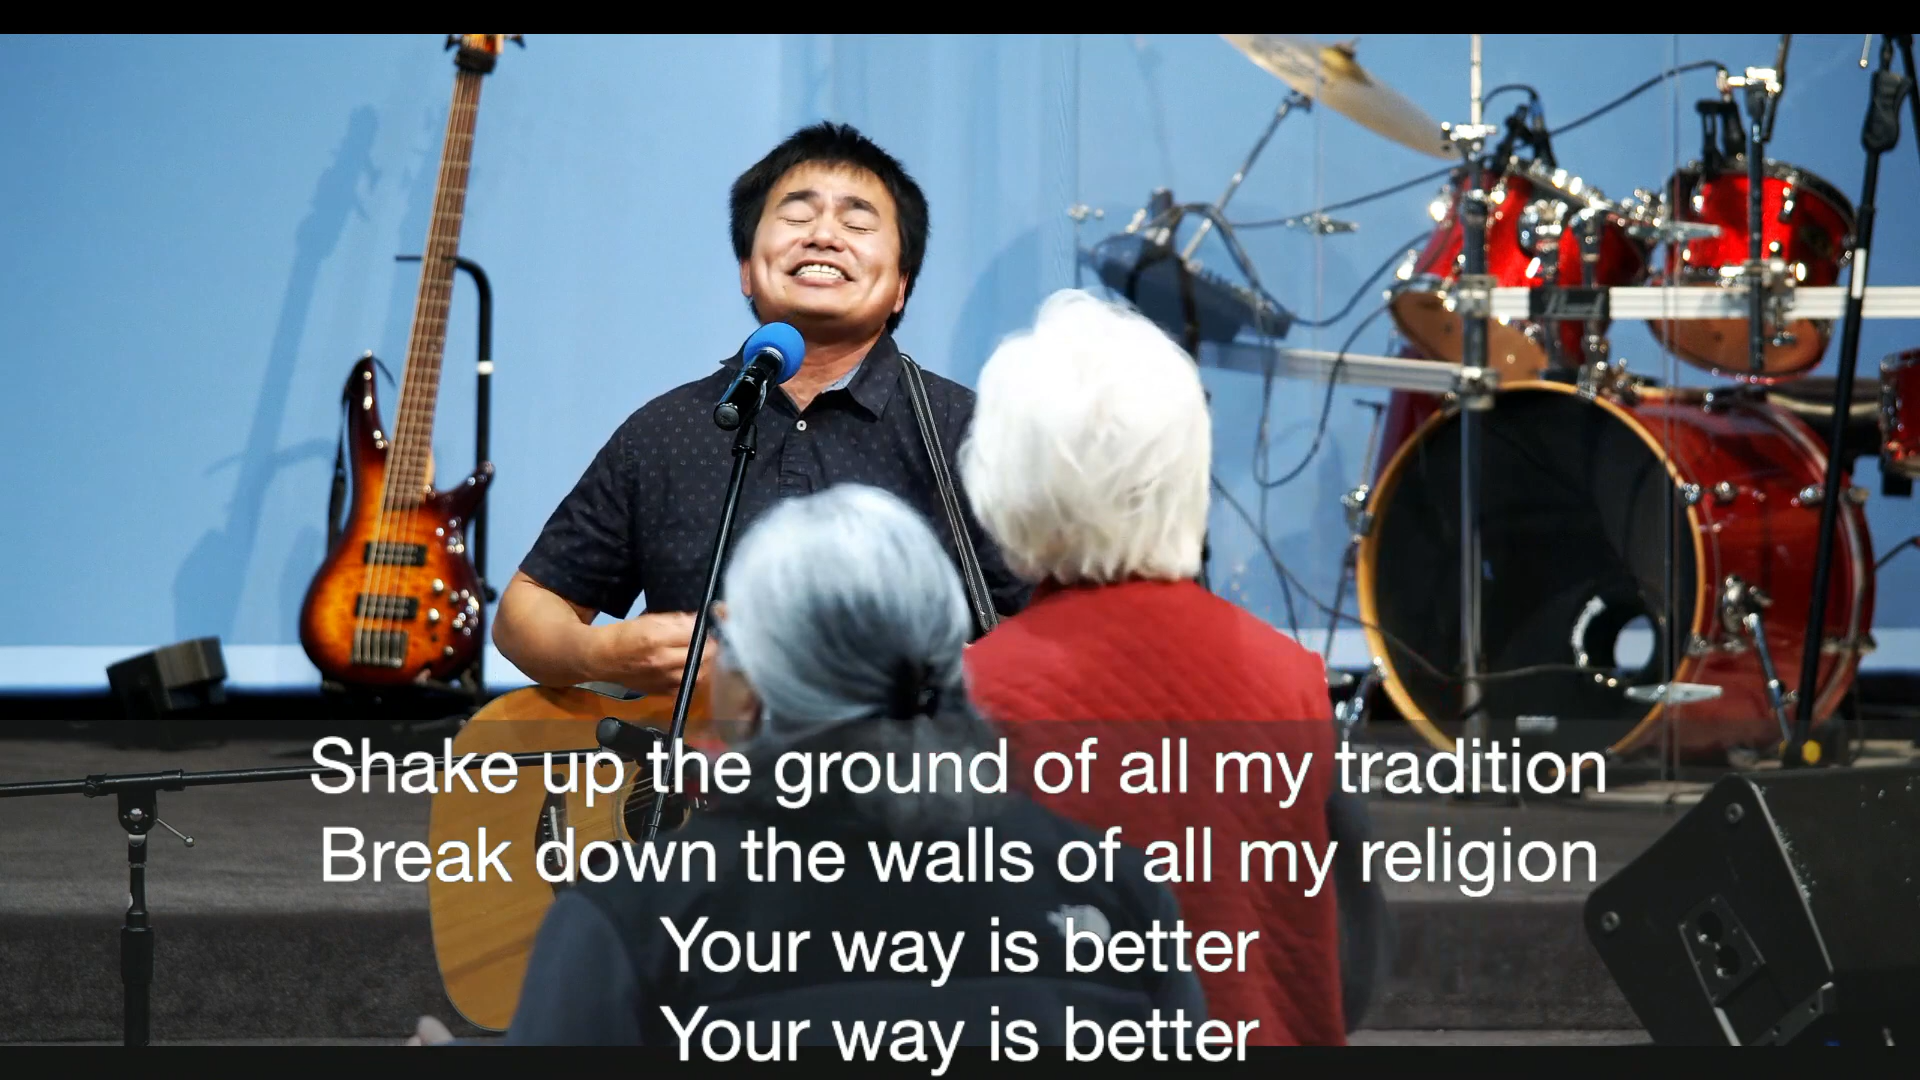 Shake up the ground of all my tradition
Break down the walls of all my religion
Your way is better
Your way is better